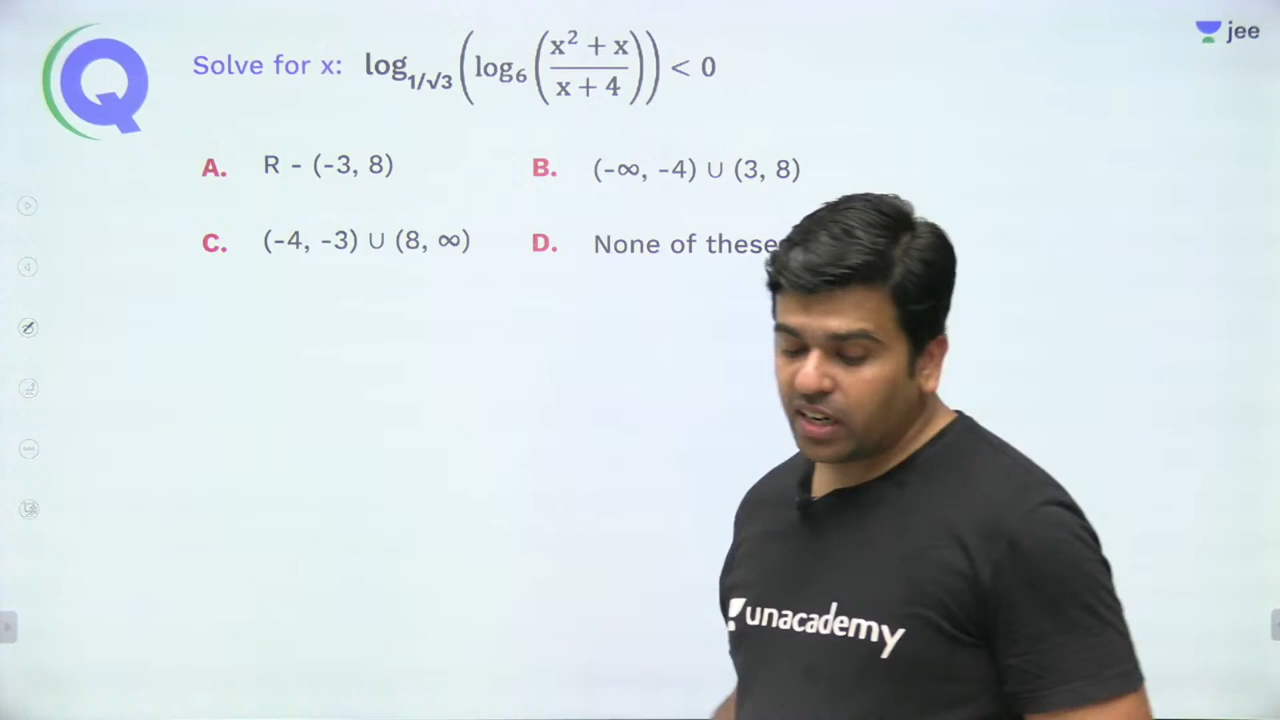 jee
Solve for x: log_{1/√3}(log_6((x² + x)/(x + 4))) < 0
A. R - (-3, 8)
B. (-∞, -4) ∪ (3, 8)
C. (-4, -3) ∪ (8, ∞)
D. None of these
unacademy